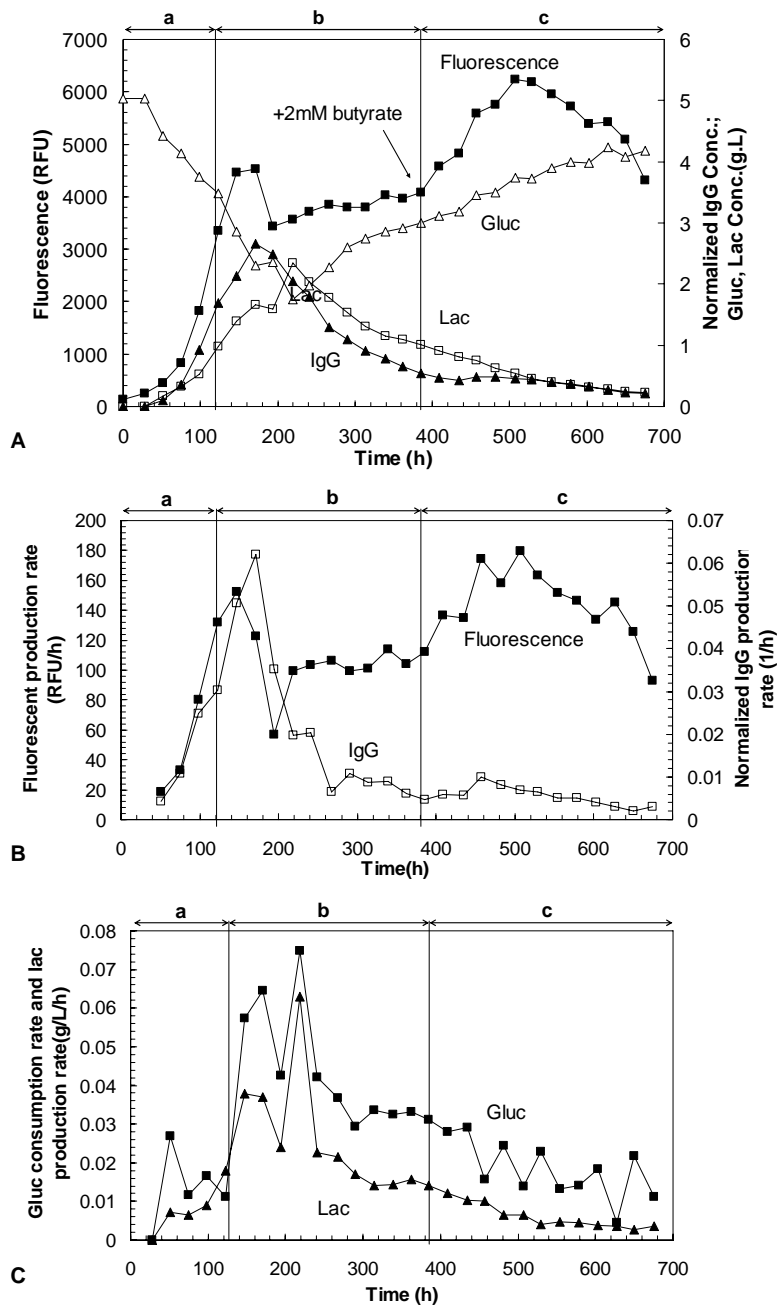 a b c
7000 6
Fluorescence
6000 5
+2mM butyrate
5000 4
4000 Gluc 3
3000
Lac 2
2000 Lac
1000 IgG 1
0 0
0 100 200 300 400 500 600 700
Time (h)
Fluorescence (RFU)
Normalized IgG Conc.;
Gluc, Lac Conc.(g.L)
A
a b c
200 0.07
180 0.06
160
140 0.05
120 Fluorescence 0.04
100
80 0.03
60 IgG 0.02
40
20 0.01
0 0
0 100 200 300 400 500 600 700
Time(h)
Fluorescent production rate
(RFU/h)
Normalized IgG production
rate (1/h)
B
a b c
0.08
0.07
0.06
0.05
0.04
0.03 Gluc
0.02
0.01 Lac
0
0 100 200 300 400 500 600 700
Time (h)
Gluc consumption rate and lac
production rate(g/L/h)
C